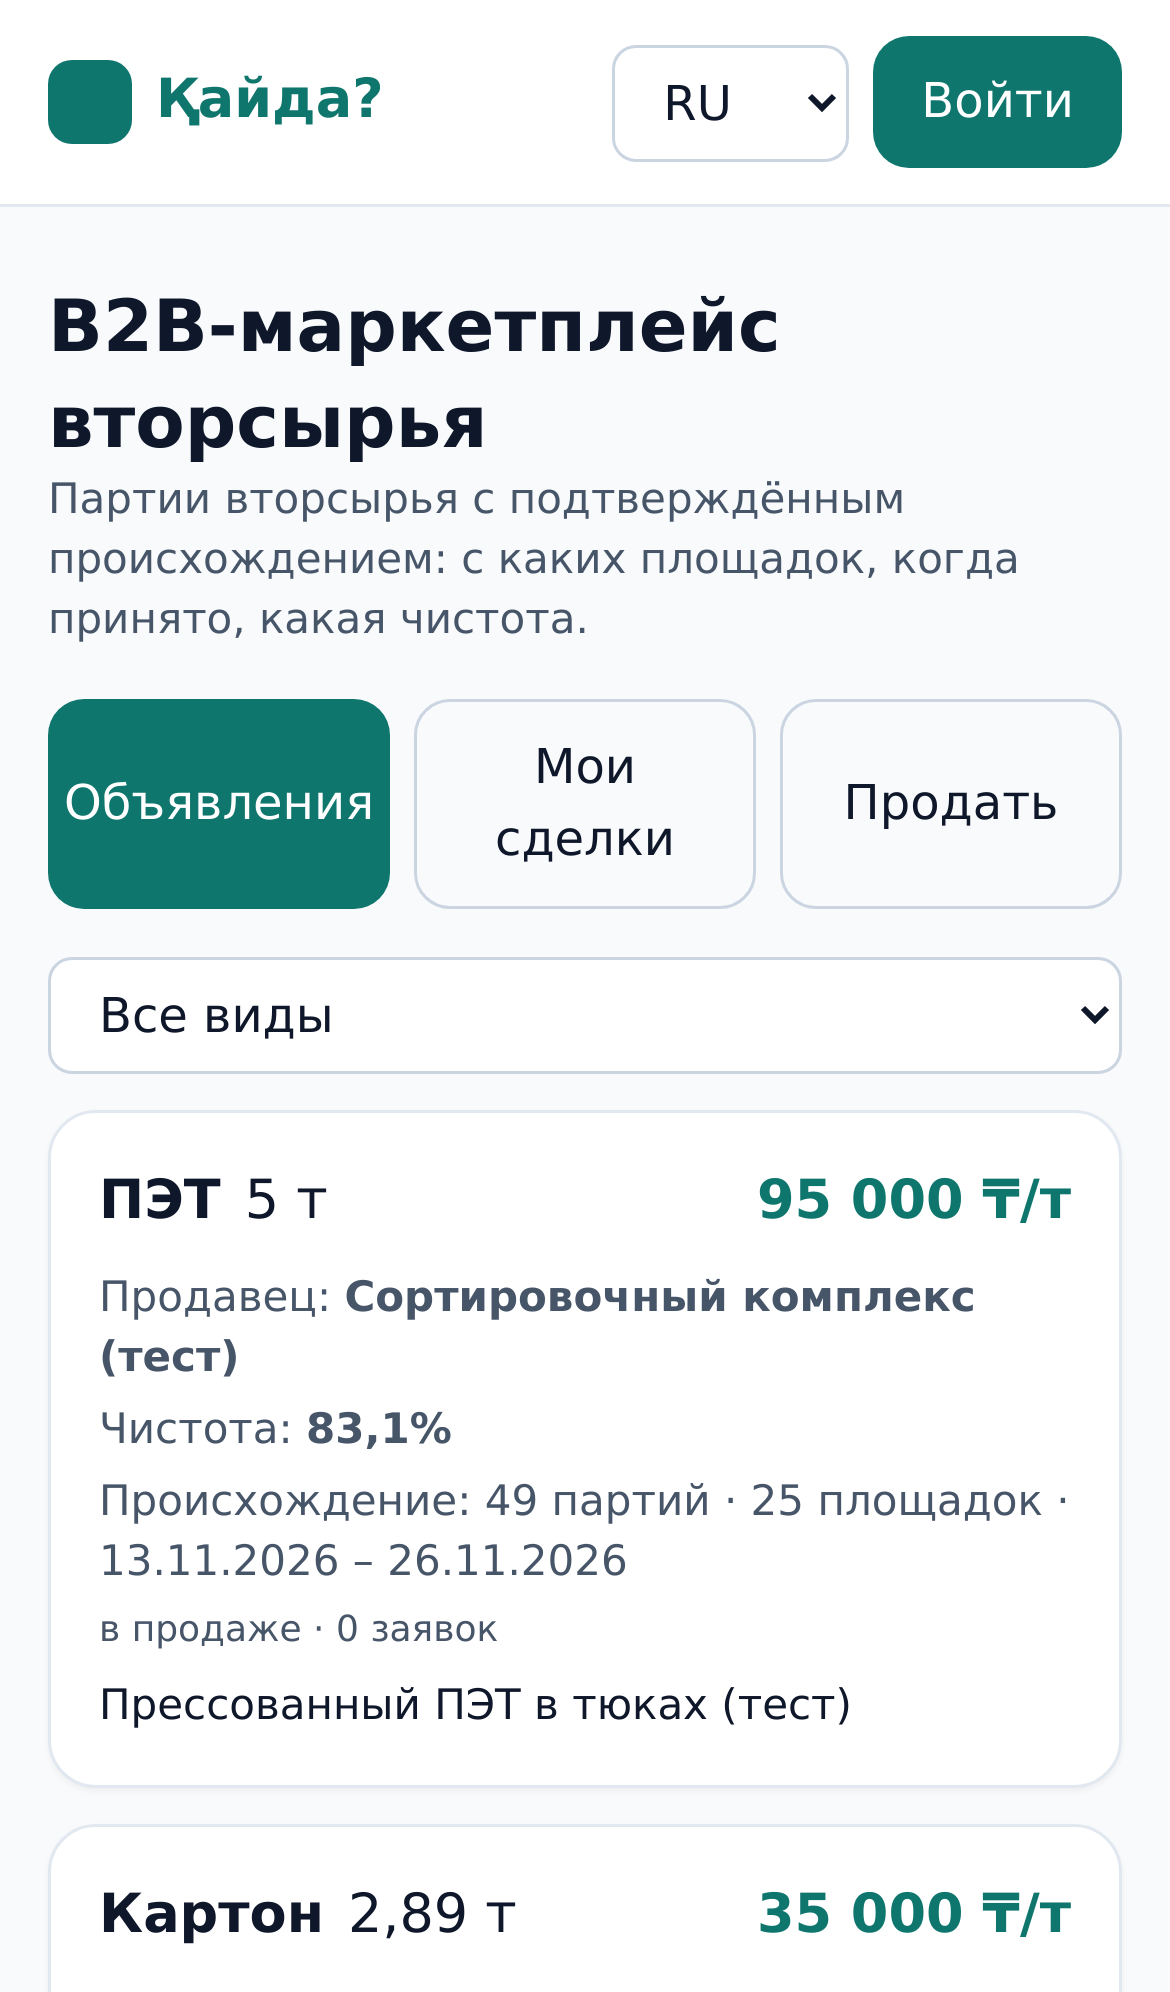 Қайда?
RU
Войти
B2B-маркетплейс
вторсырья
Партии вторсырья с подтверждённым
происхождением: с каких площадок, когда
принято, какая чистота.
Объявления
Мои
сделки
Продать
Все виды
ПЭТ 5 т
95 000 ₸/т
Продавец: Сортировочный комплекс
(тест)
Чистота: 83,1%
Происхождение: 49 партий · 25 площадок ·
13.11.2026 – 26.11.2026
в продаже · 0 заявок
Прессованный ПЭТ в тюках (тест)
Картон 2,89 т
35 000 ₸/т